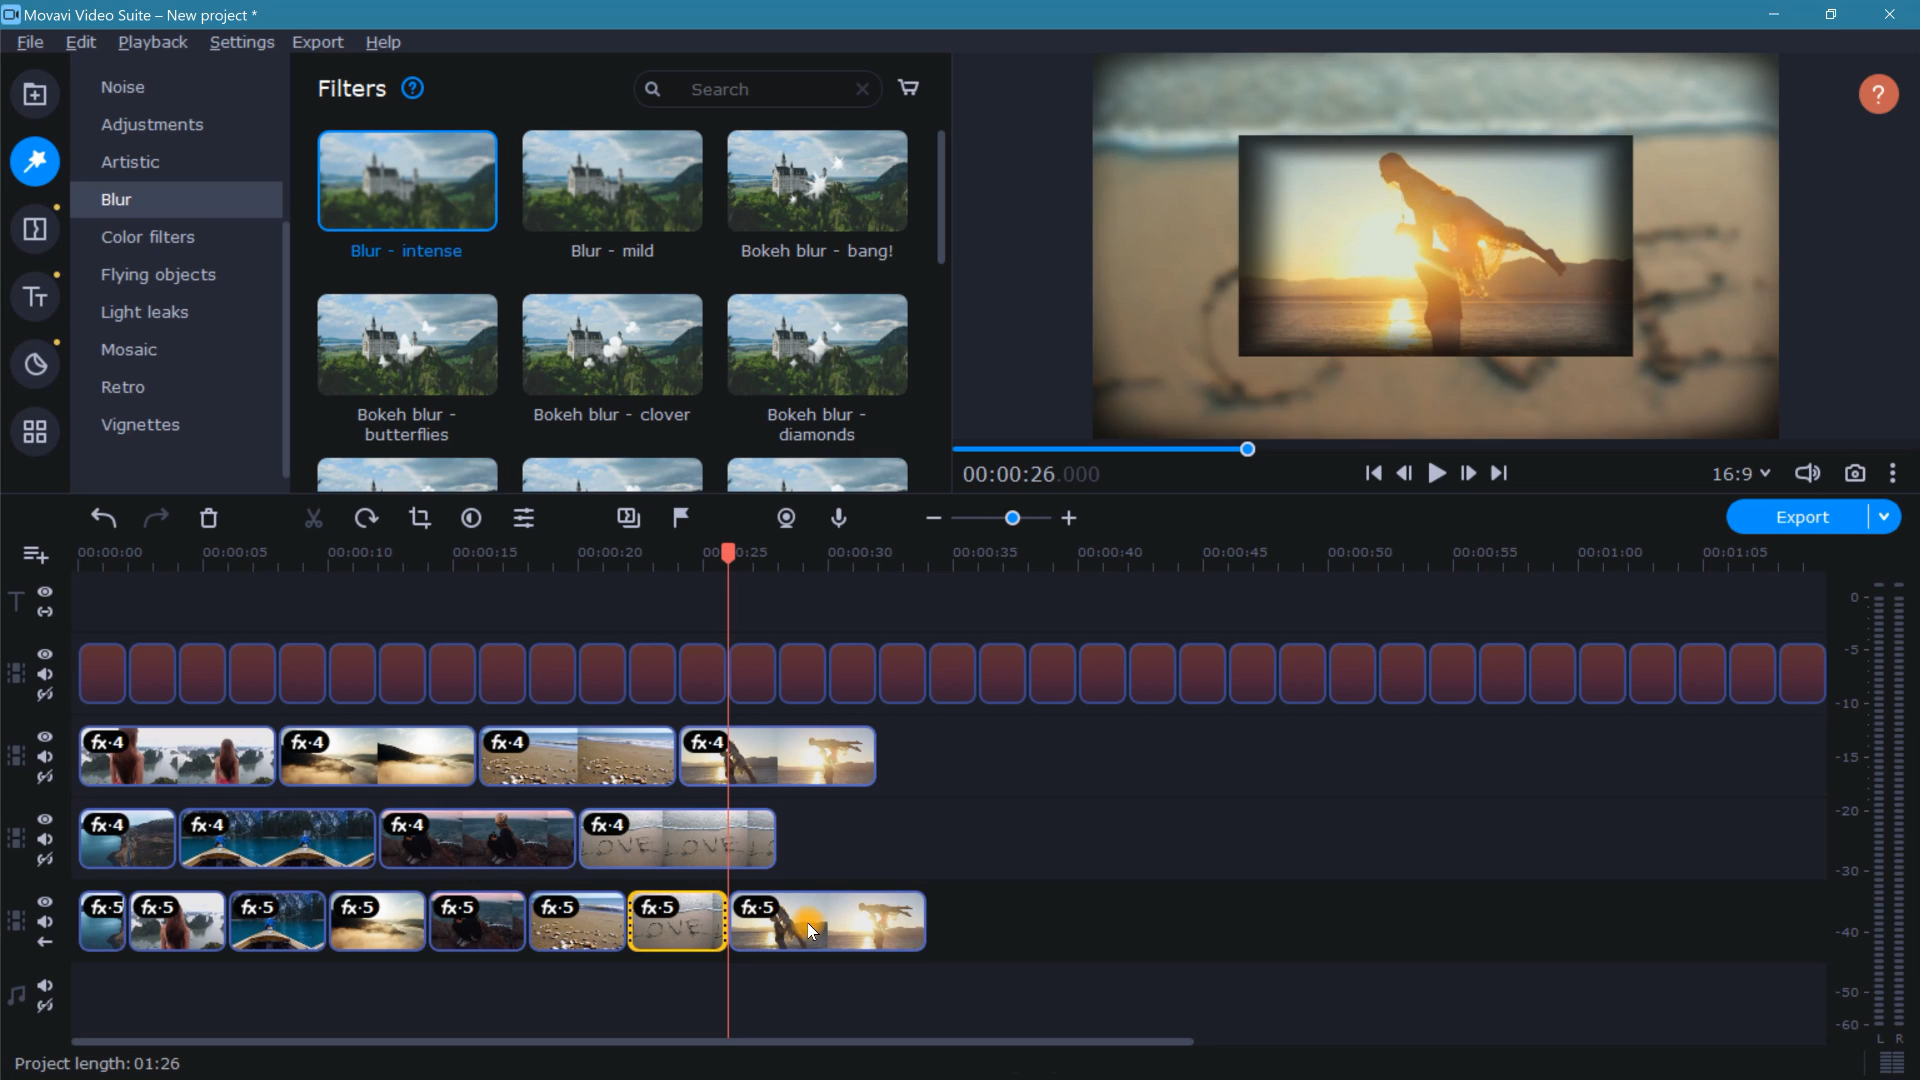 Movavi Video Suite – New project *
File Edit Playback Settings Export Help
Noise
Adjustments
Artistic
Blur
Color filters
Flying objects
Light leaks
Mosaic
Retro
Vignettes
Filters ?
Search
Blur - intense
Blur - mild
Bokeh blur - bang!
Bokeh blur -
butterflies
Bokeh blur - clover
Bokeh blur -
diamonds
?
00:00:26.000
16:9
Export
00:00:00 00:00:05 00:00:10 00:00:15 00:00:20 00:00:25 00:00:30 00:00:35 00:00:40 00:00:45 00:00:50 00:00:55 00:01:00 00:01:05
fx·4 fx·4 fx·4 fx·4
fx·4 fx·4 fx·4 fx·4
LOVE LOVE L
fx·5 fx·5 fx·5 fx·5 fx·5 fx·5 fx·5 fx·5
LOVE
0
-5
-10
-15
-20
-30
-40
-50
-60
L R
Project length: 01:26